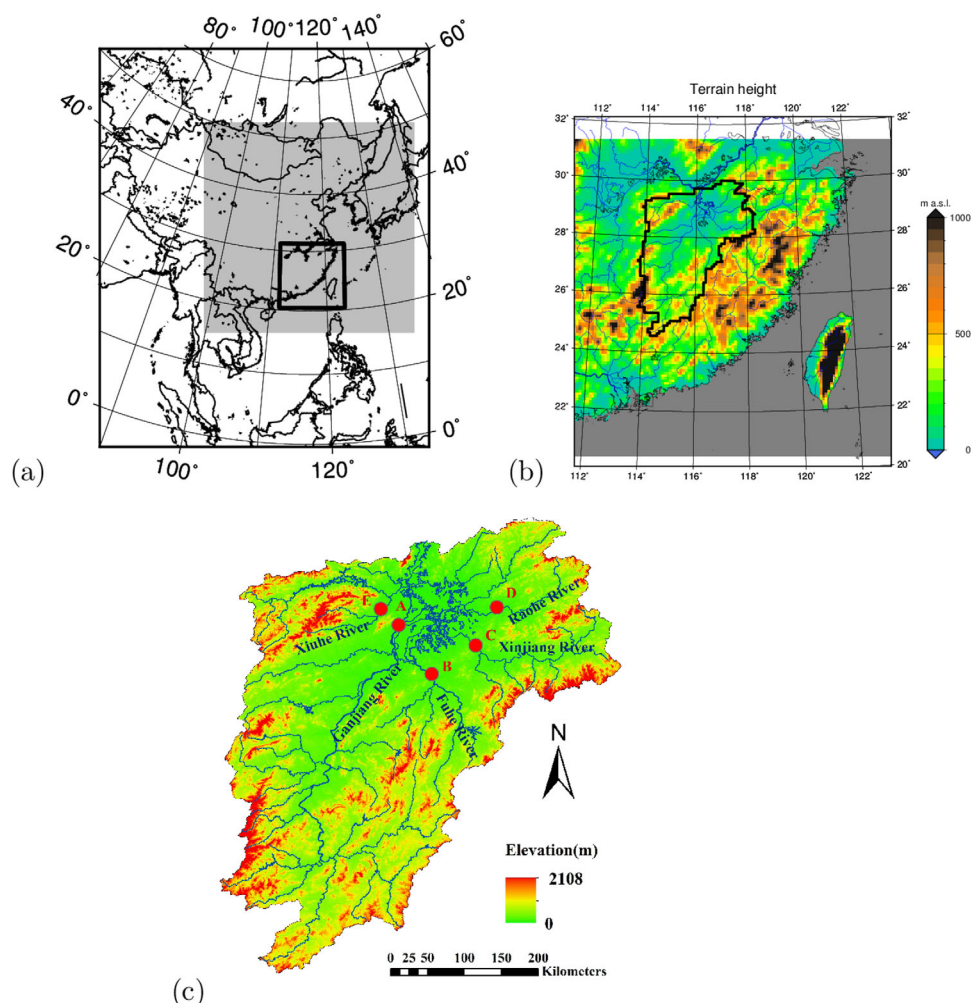 80° 100° 120° 140°
60°
40°
40°
20°
20°
0°
0°
100° 120°
(a)
Terrain height
112° 114° 116° 118° 120° 122°
32° 32°
30° 30°
28° 28°
26° 26°
24° 24°
22° 22°
20°
112° 114° 116° 118° 120° 122°
m a.s.l.
1000
500
0
(b)
E
A
D
C
B
Xiuhe River
Raohe River
Xinjiang River
Ganjiang River
Fuhe River
N
Elevation(m)
2108
0
0 25 50 100 150 200
Kilometers
(c)